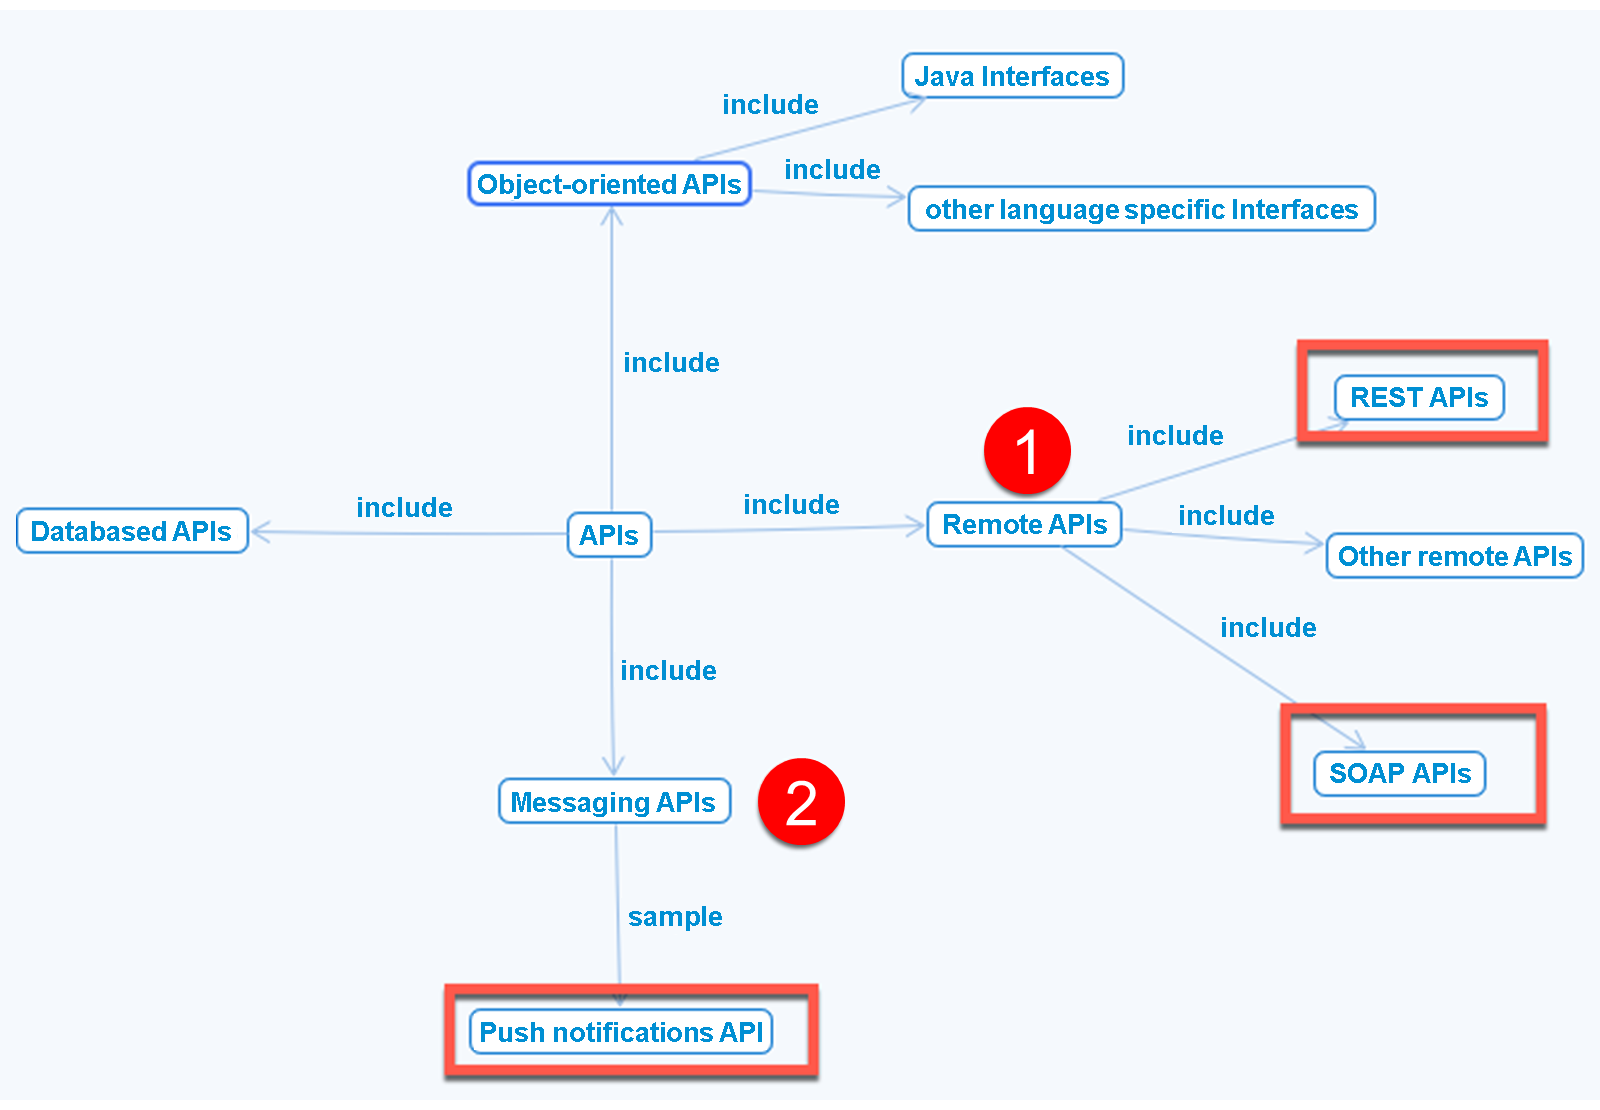 Java Interfaces
include
include
Object-oriented APIs
other language specific Interfaces
include
REST APIs
1
include
include
include
include
Databased APIs
APIs
Remote APIs
Other remote APIs
include
include
Messaging APIs
2
SOAP APIs
sample
Push notifications API